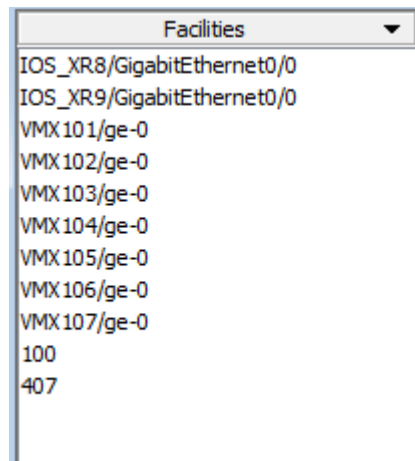 Facilities
IOS_XR8/GigabitEthernet0/0
IOS_XR9/GigabitEthernet0/0
VMX101/ge-0
VMX102/ge-0
VMX103/ge-0
VMX104/ge-0
VMX105/ge-0
VMX106/ge-0
VMX107/ge-0
100
407